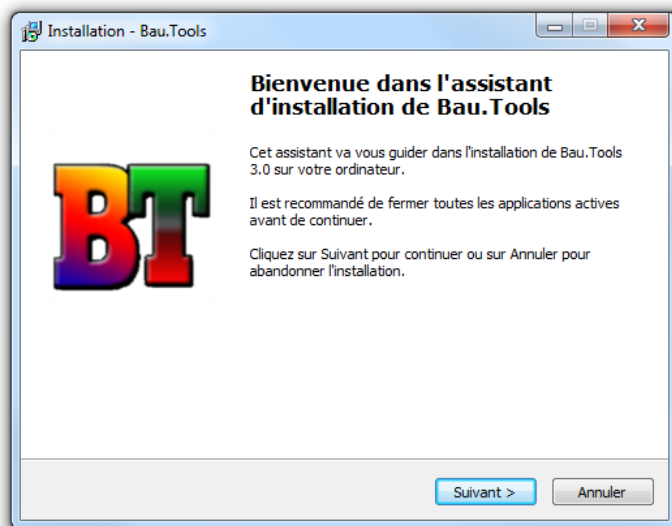 Installation - Bau.Tools
Bienvenue dans l'assistant
d'installation de Bau.Tools
Cet assistant va vous guider dans l'installation de Bau.Tools
3.0 sur votre ordinateur.
Il est recommandé de fermer toutes les applications actives
avant de continuer.
Cliquez sur Suivant pour continuer ou sur Annuler pour
abandonner l'installation.
BT
Suivant >
Annuler